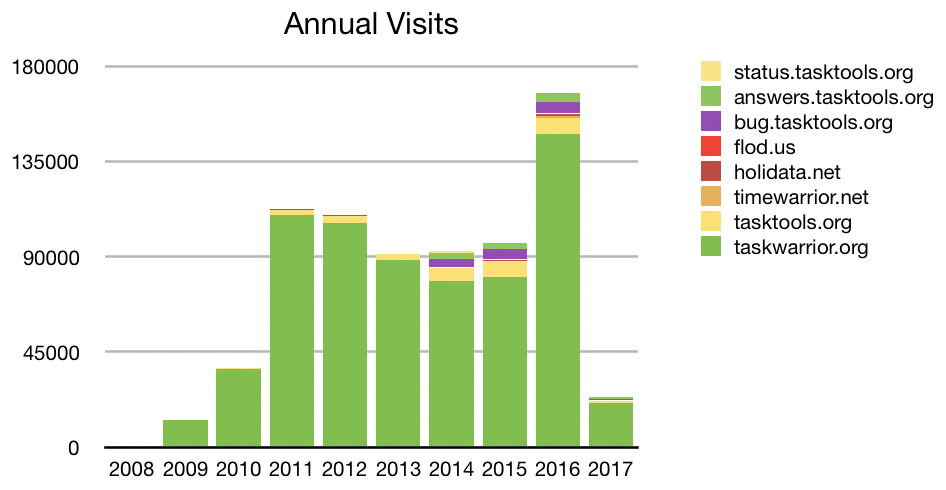 Annual Visits
180000
135000
90000
45000
0
2008 2009 2010 2011 2012 2013 2014 2015 2016 2017
status.tasktools.org
answers.tasktools.org
bug.tasktools.org
flod.us
holidata.net
timewarrior.net
tasktools.org
taskwarrior.org